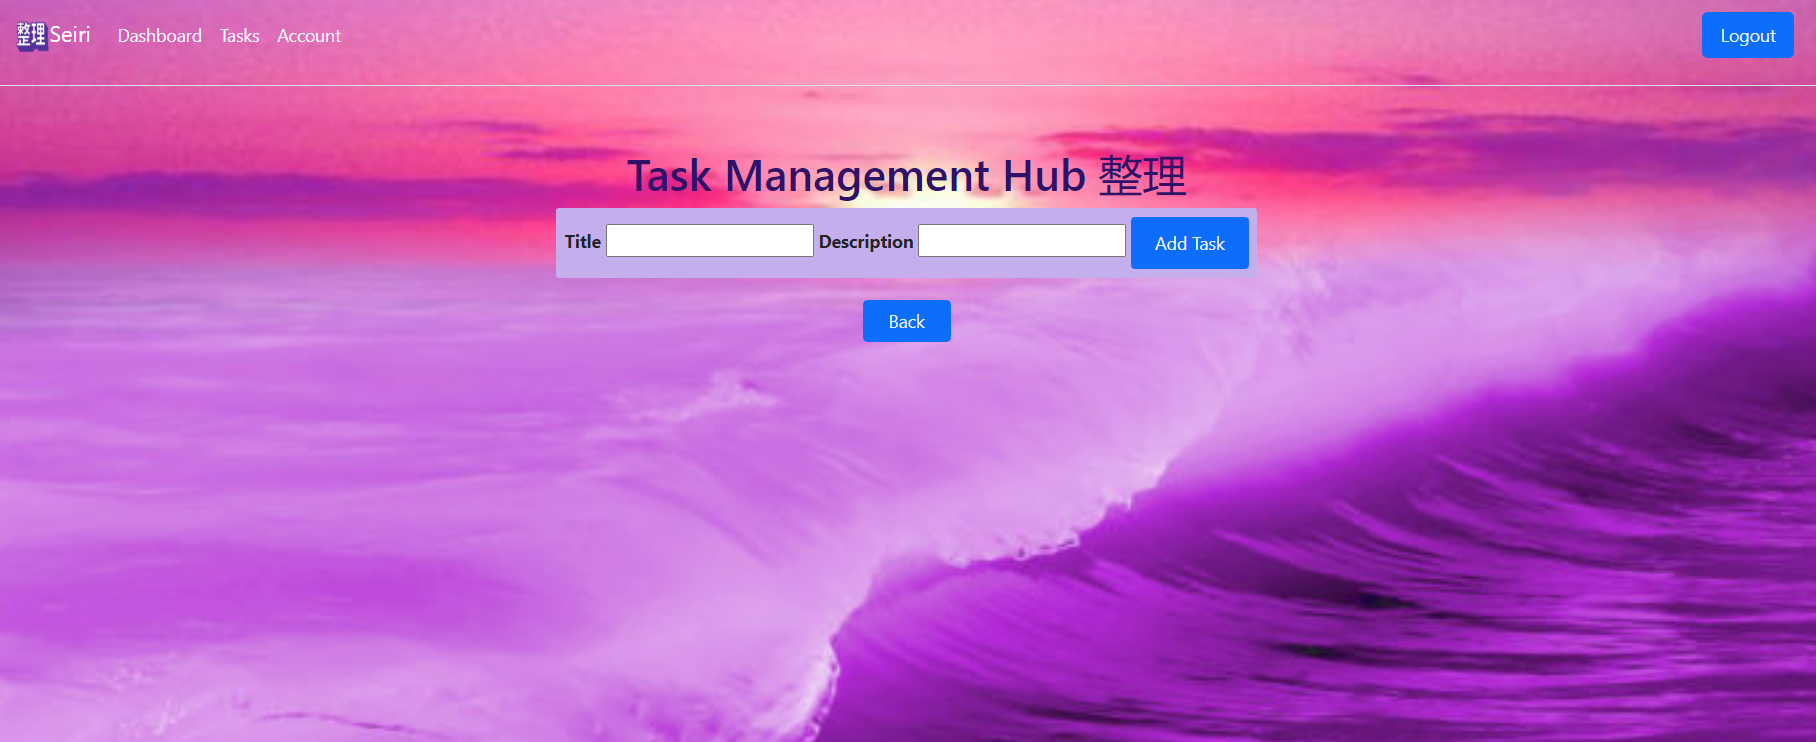 整理 Seiri Dashboard Tasks Account Logout
Task Management Hub 整理
Title Description Add Task
Back